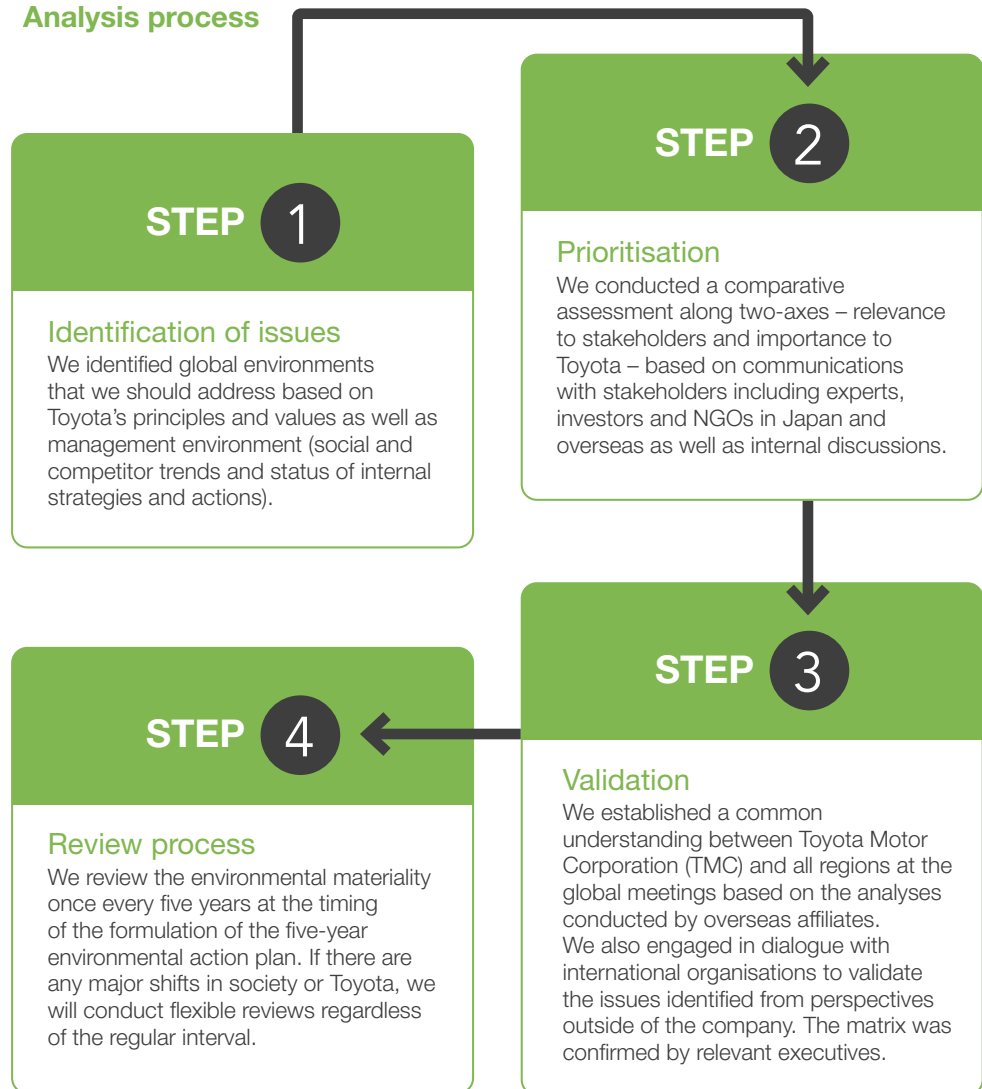 Analysis process
STEP 1
Identification of issues
We identified global environments
that we should address based on
Toyota's principles and values as well as
management environment (social and
competitor trends and status of internal
strategies and actions).
STEP 2
Prioritisation
We conducted a comparative
assessment along two-axes – relevance
to stakeholders and importance to
Toyota – based on communications
with stakeholders including experts,
investors and NGOs in Japan and
overseas as well as internal discussions.
STEP 3
Validation
We established a common
understanding between Toyota Motor
Corporation (TMC) and all regions at the
global meetings based on the analyses
conducted by overseas affiliates.
We also engaged in dialogue with
international organisations to validate
the issues identified from perspectives
outside of the company. The matrix was
confirmed by relevant executives.
STEP 4
Review process
We review the environmental materiality
once every five years at the timing
of the formulation of the five-year
environmental action plan. If there are
any major shifts in society or Toyota, we
will conduct flexible reviews regardless
of the regular interval.